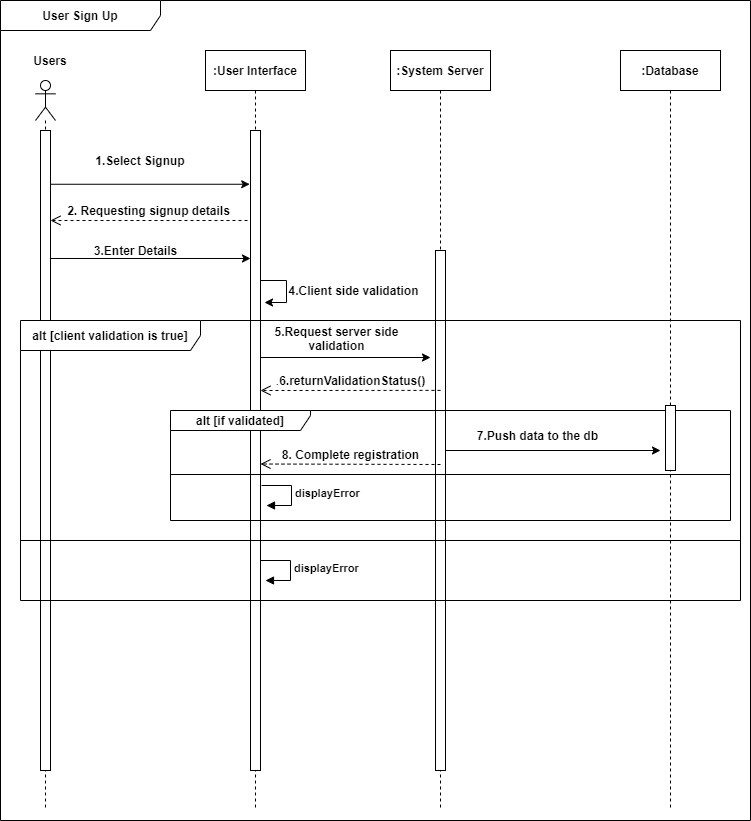 User Sign Up
Users
:User Interface
:System Server
:Database
1.Select Signup
2. Requesting signup details
3.Enter Details
4.Client side validation
alt [client validation is true]
5.Request server side
validation
.6.returnValidationStatus()
alt [if validated]
7.Push data to the db
8. Complete registration
displayError
displayError